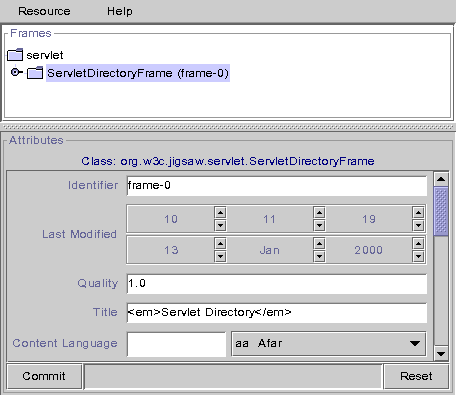 Resource Help
Frames
servlet
ServletDirectoryFrame (frame-0)
Attributes
Class: org.w3c.jigsaw.servlet.ServletDirectoryFrame
Identifier frame-0
10 11 19
Last Modified
13 Jan 2000
Quality 1.0
Title <em>Servlet Directory</em>
Content Language aa Afar
Commit Reset